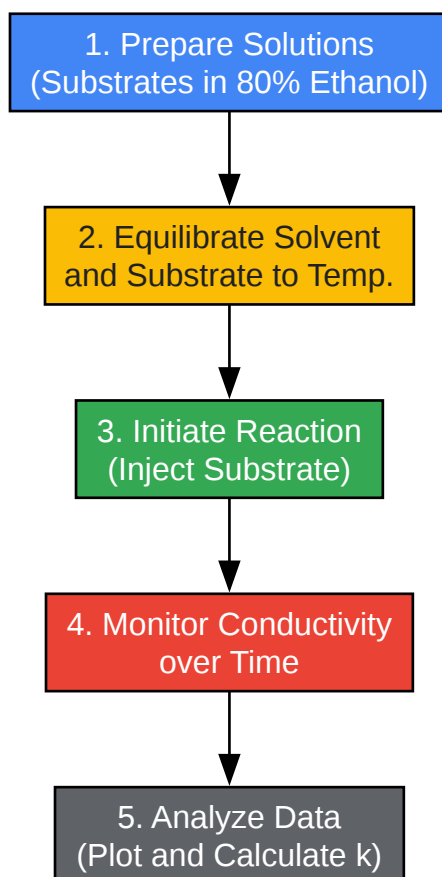 1. Prepare Solutions
(Substrates in 80% Ethanol)
2. Equilibrate Solvent
and Substrate to Temp.
3. Initiate Reaction
(Inject Substrate)
4. Monitor Conductivity
over Time
5. Analyze Data
(Plot and Calculate k)